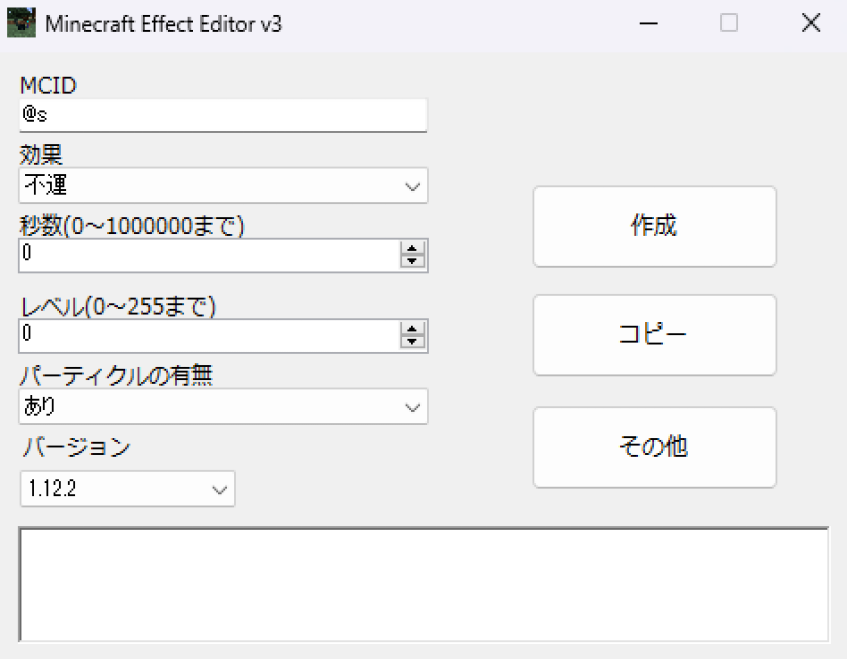 Minecraft Effect Editor v3
MCID
@s
効果
不運
秒数(0～1000000まで)
0
レベル(0～255まで)
0
パーティクルの有無
あり
バージョン
1.12.2
作成
コピー
その他